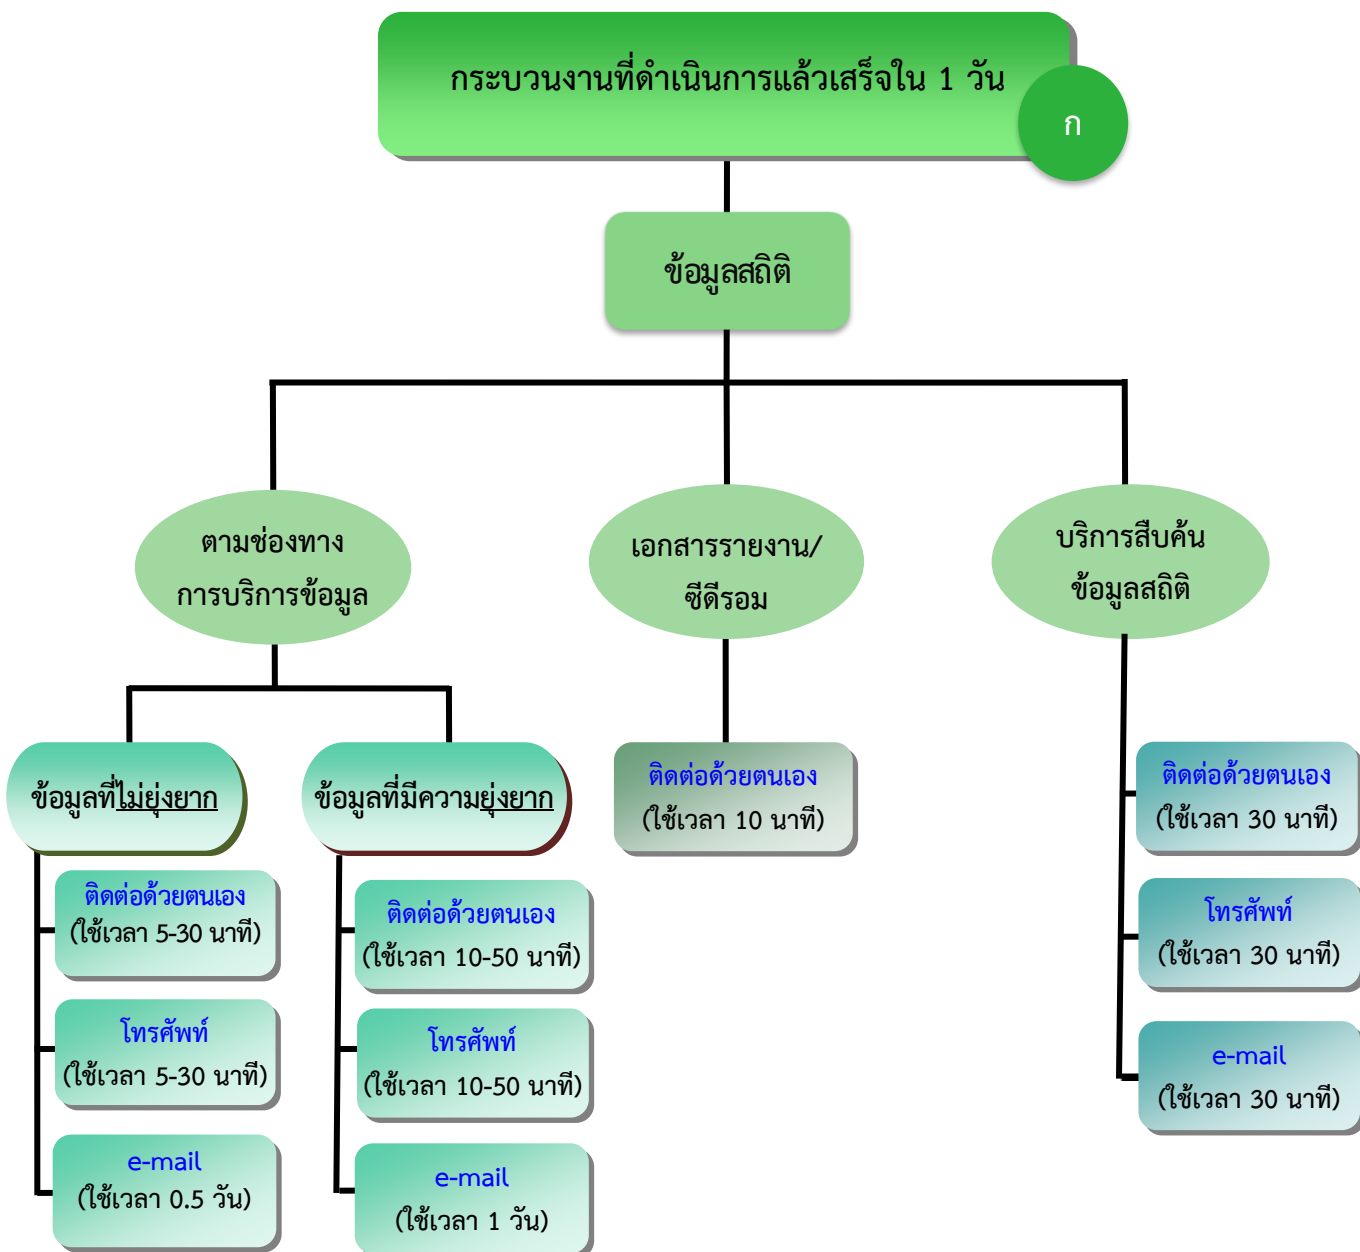 กระบวนงานที่ดำเนินการแล้วเสร็จใน 1 วัน
ก
ข้อมูลสถิติ
ตามช่องทาง
การบริการข้อมูล
เอกสารรายงาน/
ซีดีรอม
บริการสืบค้น
ข้อมูลสถิติ
ข้อมูลที่ไม่ยุ่งยาก
ติดต่อด้วยตนเอง
(ใช้เวลา 5-30 นาที)
โทรศัพท์
(ใช้เวลา 5-30 นาที)
e-mail
(ใช้เวลา 0.5 วัน)
ข้อมูลที่มีความยุ่งยาก
ติดต่อด้วยตนเอง
(ใช้เวลา 10-50 นาที)
โทรศัพท์
(ใช้เวลา 10-50 นาที)
e-mail
(ใช้เวลา 1 วัน)
ติดต่อด้วยตนเอง
(ใช้เวลา 10 นาที)
ติดต่อด้วยตนเอง
(ใช้เวลา 30 นาที)
โทรศัพท์
(ใช้เวลา 30 นาที)
e-mail
(ใช้เวลา 30 นาที)